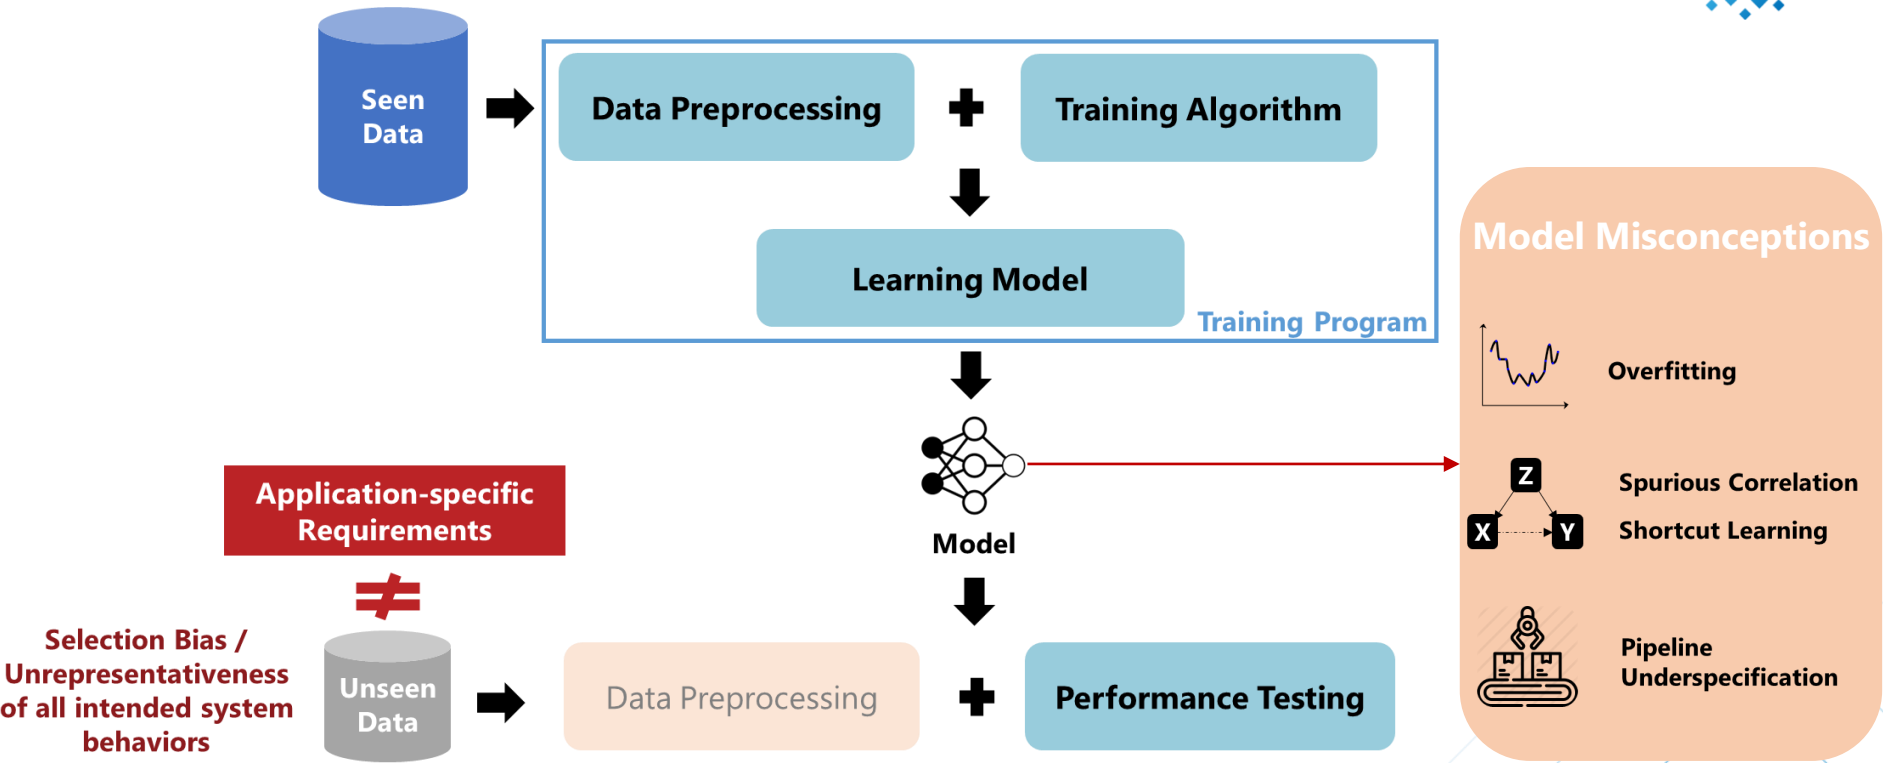 Seen
Data
Data Preprocessing
Training Algorithm
Learning Model
Training Program
Model
Application-specific
Requirements
Selection Bias /
Unrepresentativeness
of all intended system
behaviors
Unseen
Data
Data Preprocessing
Performance Testing
Model Misconceptions
Overfitting
Z
X
Y
Spurious Correlation
Shortcut Learning
Pipeline
Underspecification